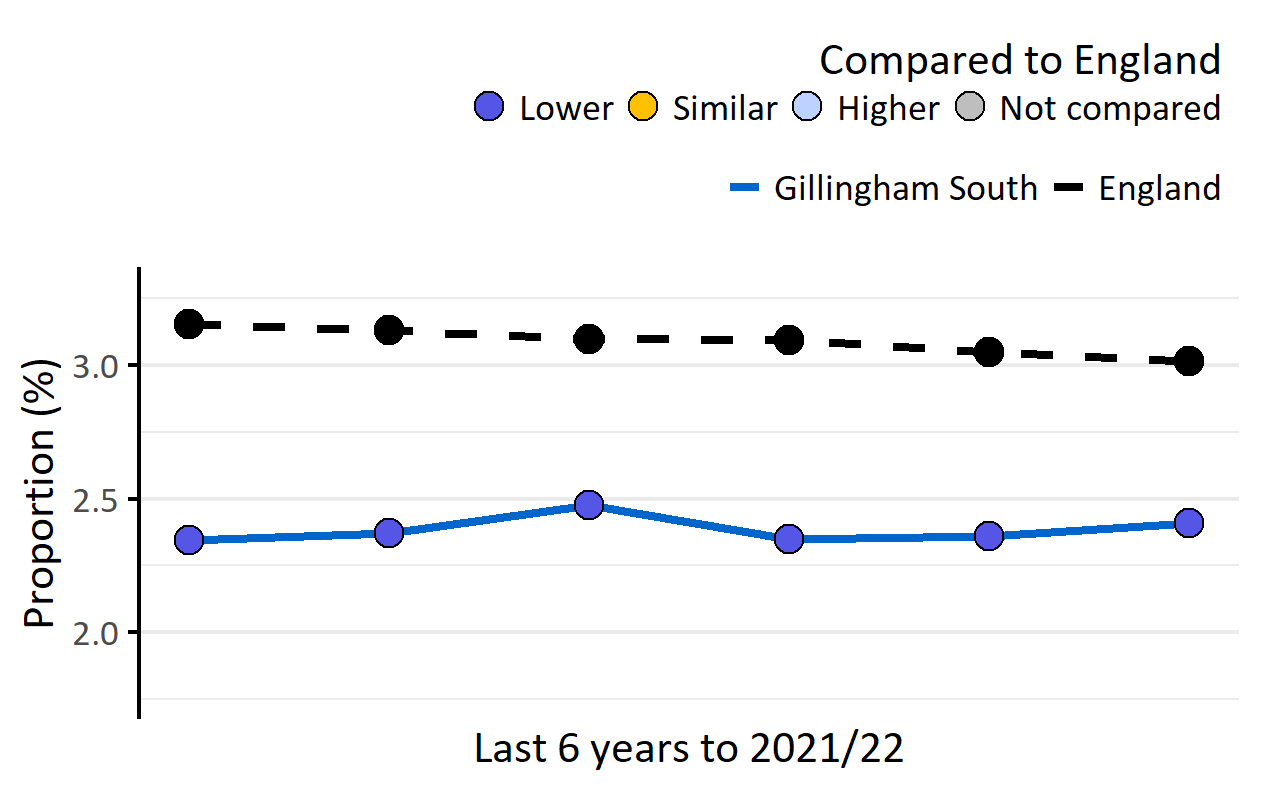 Compared to England
Lower Similar Higher Not compared
Gillingham South England
Proportion (%)
3.0
2.5
2.0
Last 6 years to 2021/22